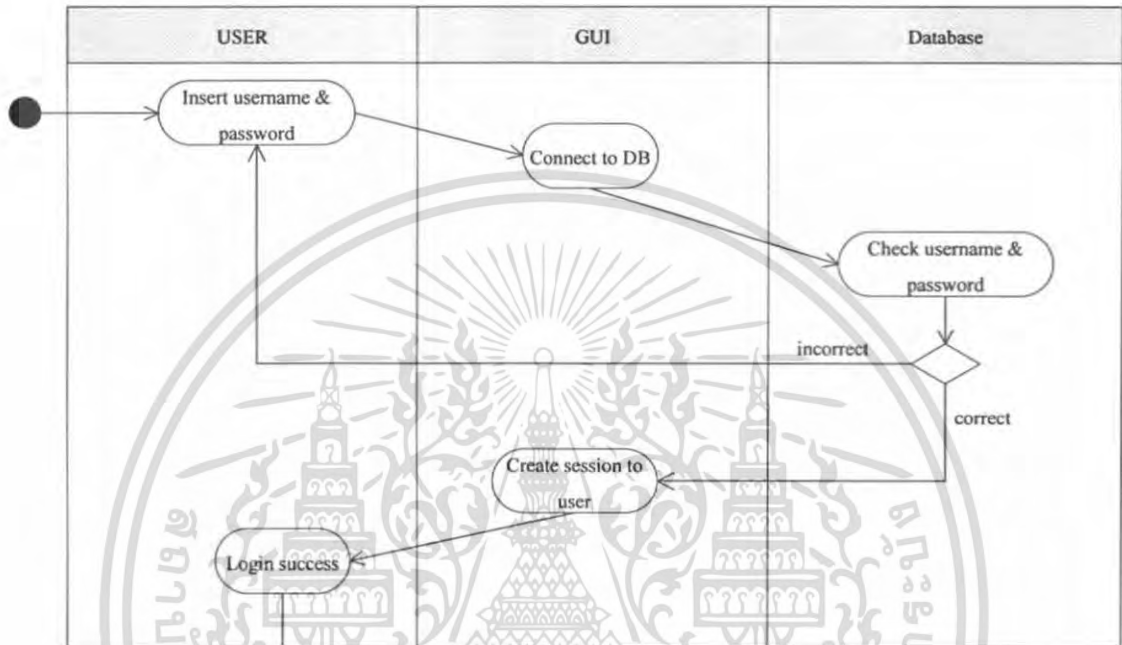 USER
GUI
Database
Insert username &
password
Connect to DB
Check username &
password
incorrect
correct
Create session to
user
Login success